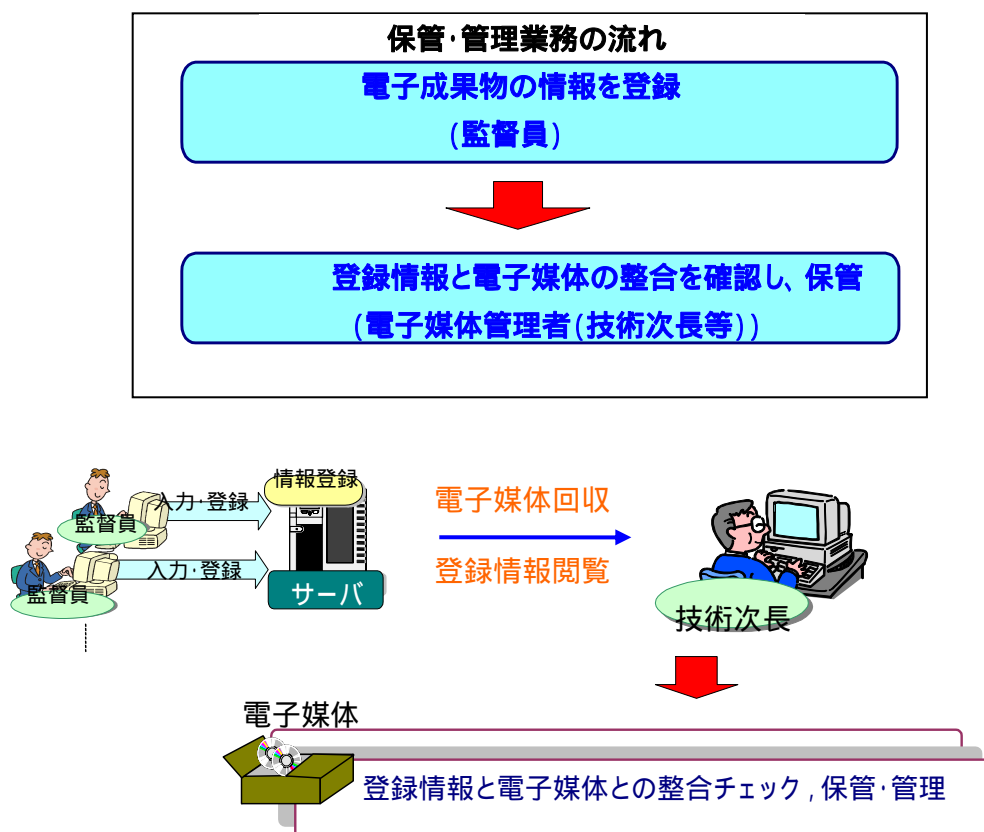 保管・管理業務の流れ
電子成果物の情報を登録
(監督員)
登録情報と電子媒体の整合を確認し、保管
(電子媒体管理者(技術次長等))
情報登録
入力・登録
監督員
入力・登録
監督員
サーバ
電子媒体回収
登録情報閲覧
技術次長
電子媒体
登録情報と電子媒体との整合チェック,保管・管理